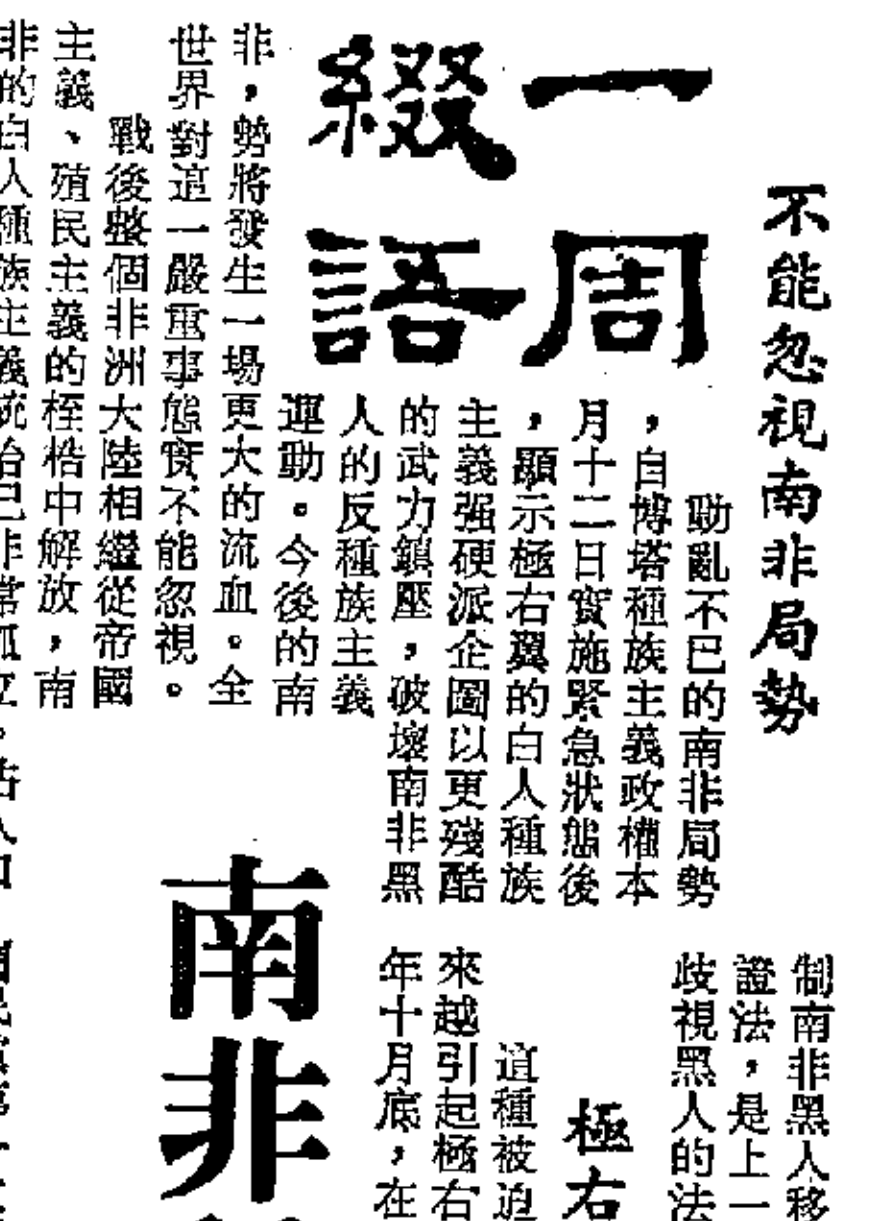 不能忽視南非局勢
一周
綴語
動亂不已的南非局勢
，自博塔種族主義政權本
月十二日實施緊急狀態後
，顯示極右翼的白人種族
主義强硬派企圖以更殘酷
的武力鎮壓，破壞南非黑
人的反種族主義
運動。今後的南
非，勢將發生一場更大的流血。全
世界對這一嚴重事態實不能忽視。
戰後整個非洲大陸相繼從帝國
主義、殖民主義的桎梏中解放，南
非的白人種族主義統治已非常孤立。
制南非黑人移
證法，是上一
歧視黑人的法
極右
這種被迫
來越引起極右
年十月底，在
南非